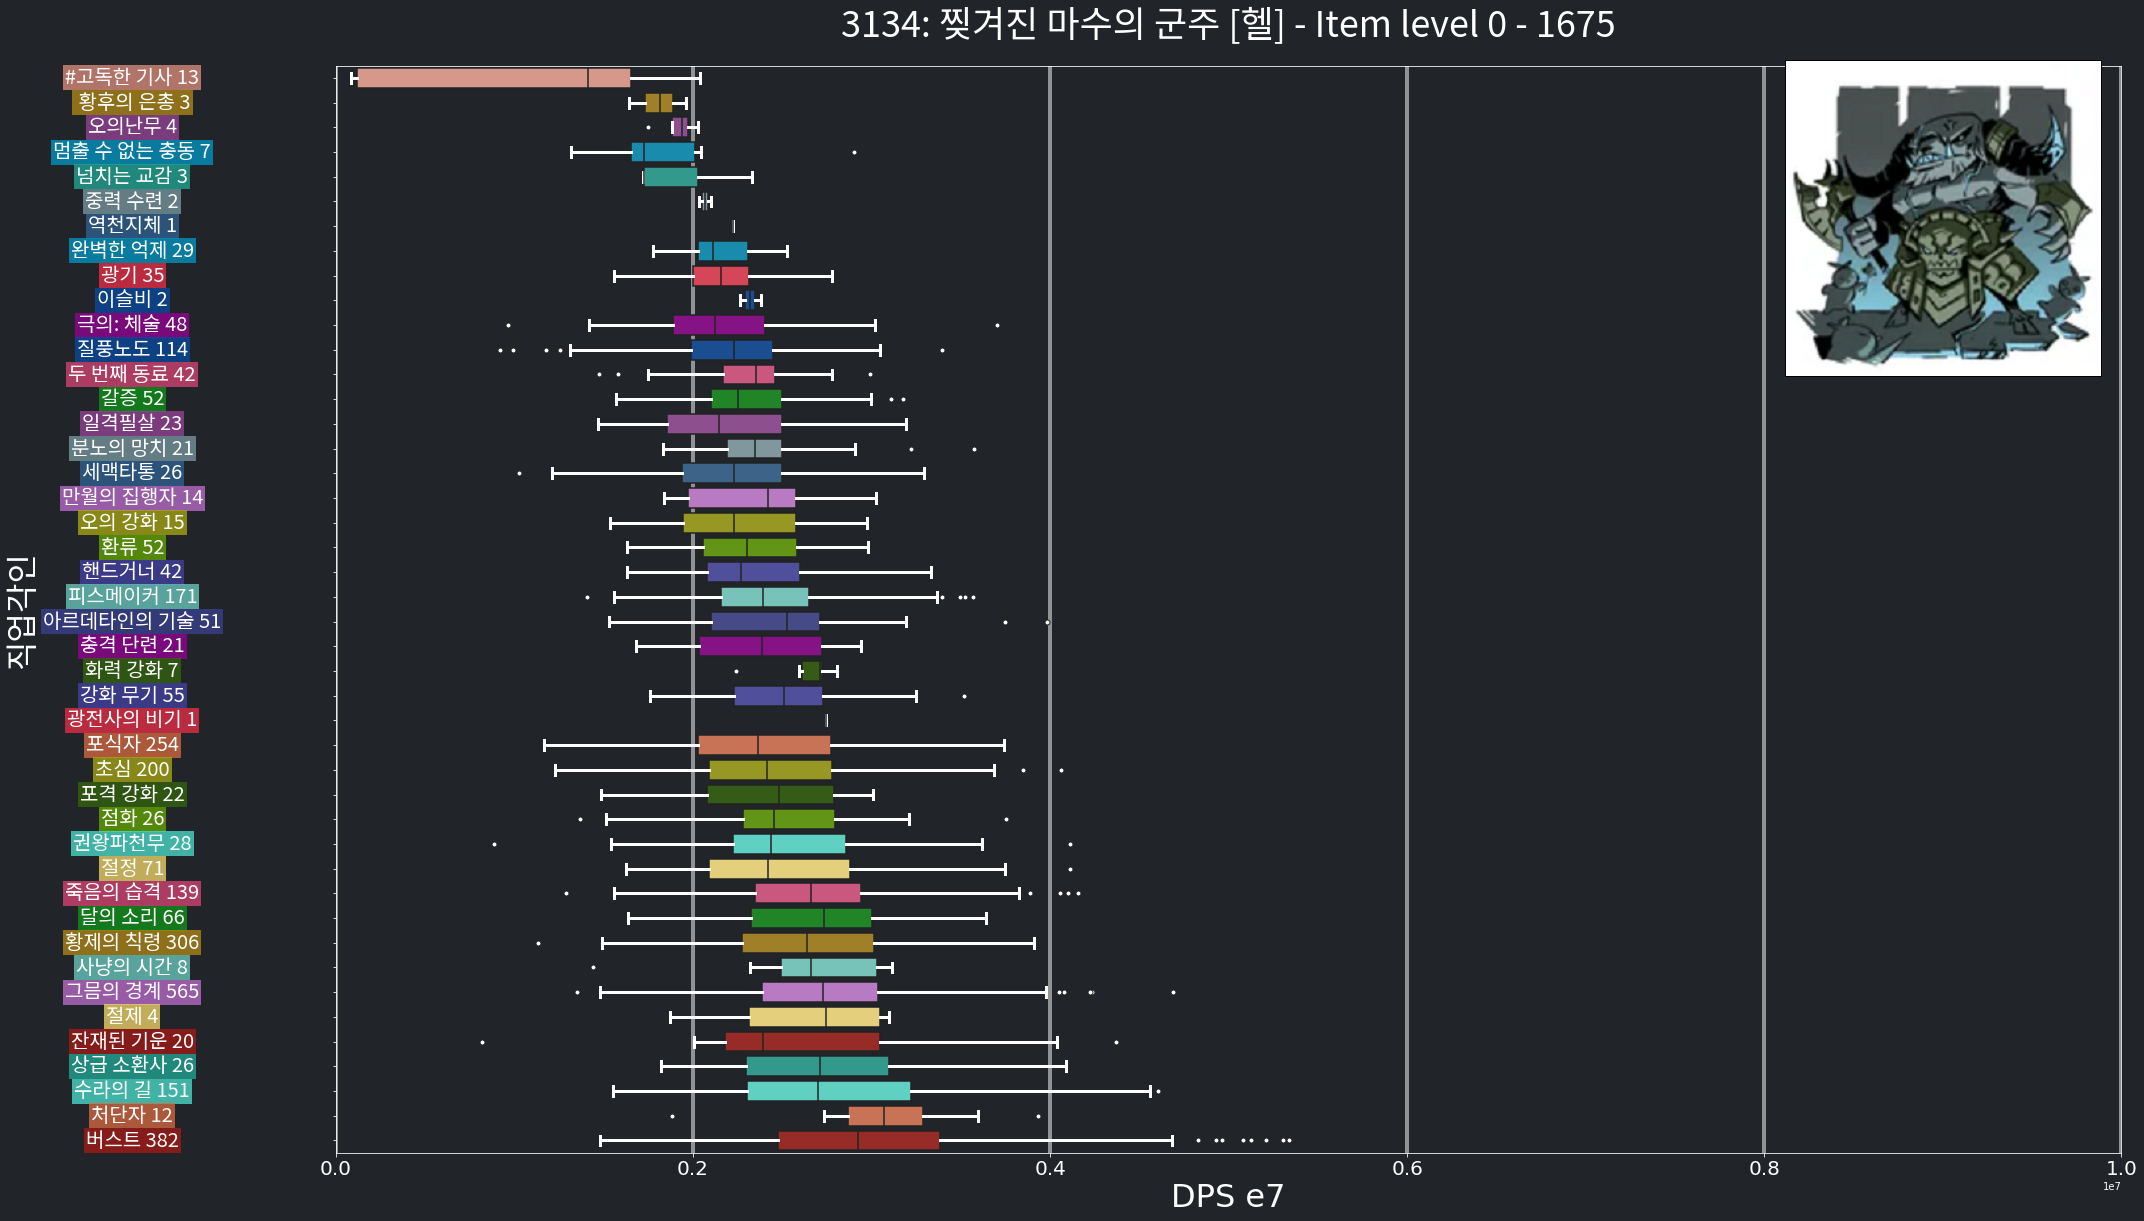 3134: 찢겨진 마수의 군주 [헬] - Item level 0 - 1675
#고독한 기사 13
황후의 은총 3
오의난무 4
멈출 수 없는 충동 7
넘치는 교감 3
중력 수련 2
역천지체 1
완벽한 억제 29
광기 35
이슬비 2
극의: 체술 48
질풍노도 114
두 번째 동료 42
갈증 52
일격필살 23
분노의 망치 21
세맥타통 26
만월의 집행자 14
오의 강화 15
환류 52
핸드거너 42
피스메이커 171
아르데타인의 기술 51
충격 단련 21
화력 강화 7
강화 무기 55
광전사의 비기 1
포식자 254
초심 200
포격 강화 22
점화 26
권왕파천무 28
절정 71
죽음의 습격 139
달의 소리 66
황제의 칙령 306
사냥의 시간 8
그믐의 경계 565
절제 4
잔재된 기운 20
상급 소환사 26
수라의 길 151
처단자 12
버스트 382
직업각인
0.0 0.2 0.4 0.6 0.8 1.0
1e7
DPS e7